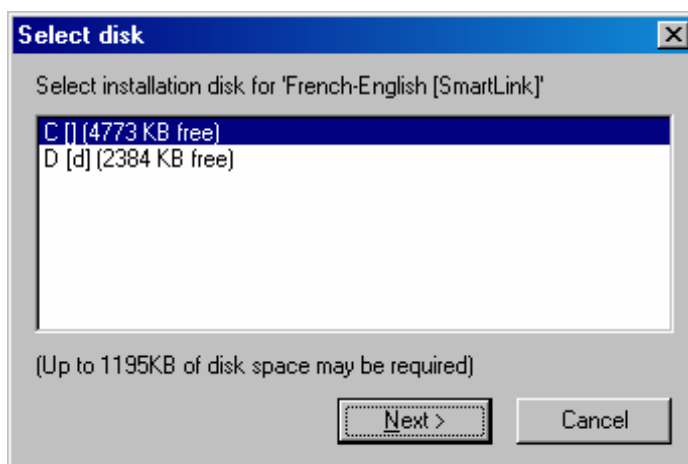 Select disk
Select installation disk for 'French-English [SmartLink]'
C [] (4773 KB free)
D [d] (2384 KB free)
(Up to 1195KB of disk space may be required)
Next >
Cancel